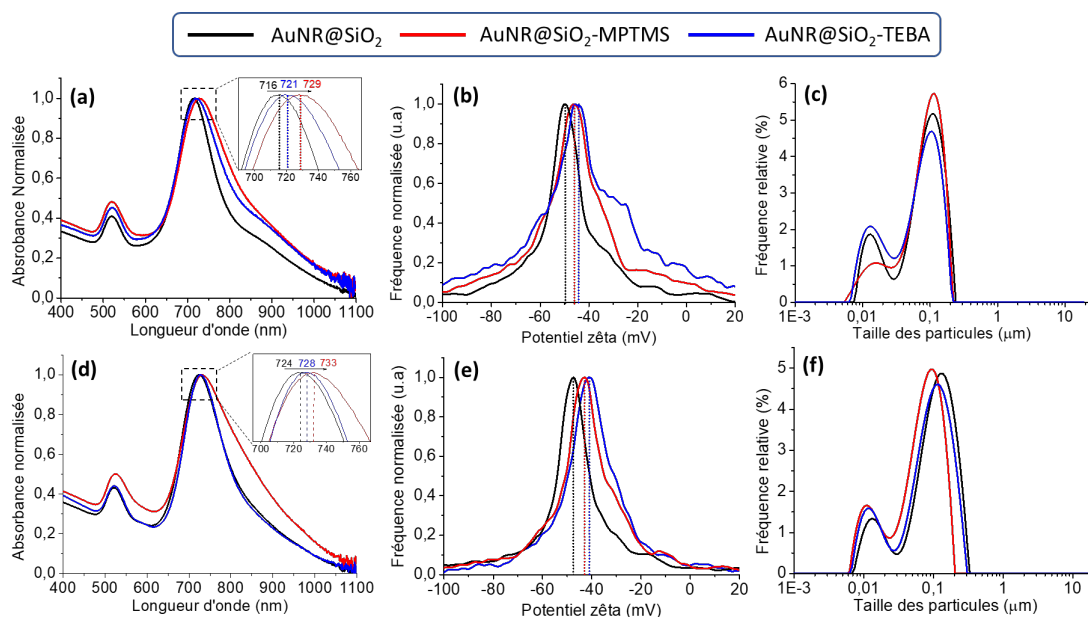 AuNR@SiO₂ AuNR@SiO₂-MPTMS AuNR@SiO₂-TEBA
(a)
716 721 729
700 720 740 760
1,0
0,8
0,6
0,4
0,2
0,0
Absrobance Normalisée
400 500 600 700 800 900 1000 1100
Longueur d'onde (nm)
(b)
1,0
0,8
0,6
0,4
0,2
0,0
Fréquence normalisée (u.a)
-100 -80 -60 -40 -20 0 20
Potentiel zêta (mV)
(c)
6
5
4
3
2
1
0
Fréquence relative (%)
1E-3 0,01 0,1 1 10
Taille des particules (μm)
(d)
724 728 733
700 720 740 760
1,0
0,8
0,6
0,4
0,2
0,0
Absorbance normalisée
400 500 600 700 800 900 1000 1100
Longueur d'onde (nm)
(e)
1,0
0,8
0,6
0,4
0,2
0,0
Fréquence normalisée (u.a)
-100 -80 -60 -40 -20 0 20
Potentiel zêta (mV)
(f)
5
4
3
2
1
0
Fréquence relative (%)
1E-3 0,01 0,1 1 10
Taille des particules (μm)